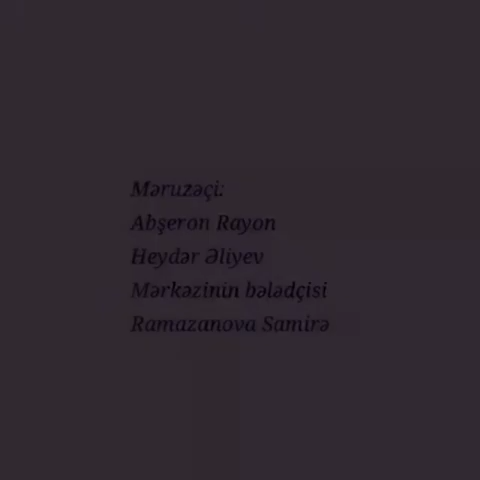 Məruzəçi:
Abşeron Rayon
Heydər Əliyev
Mərkəzinin bələdçisi
Ramazanova Samirə